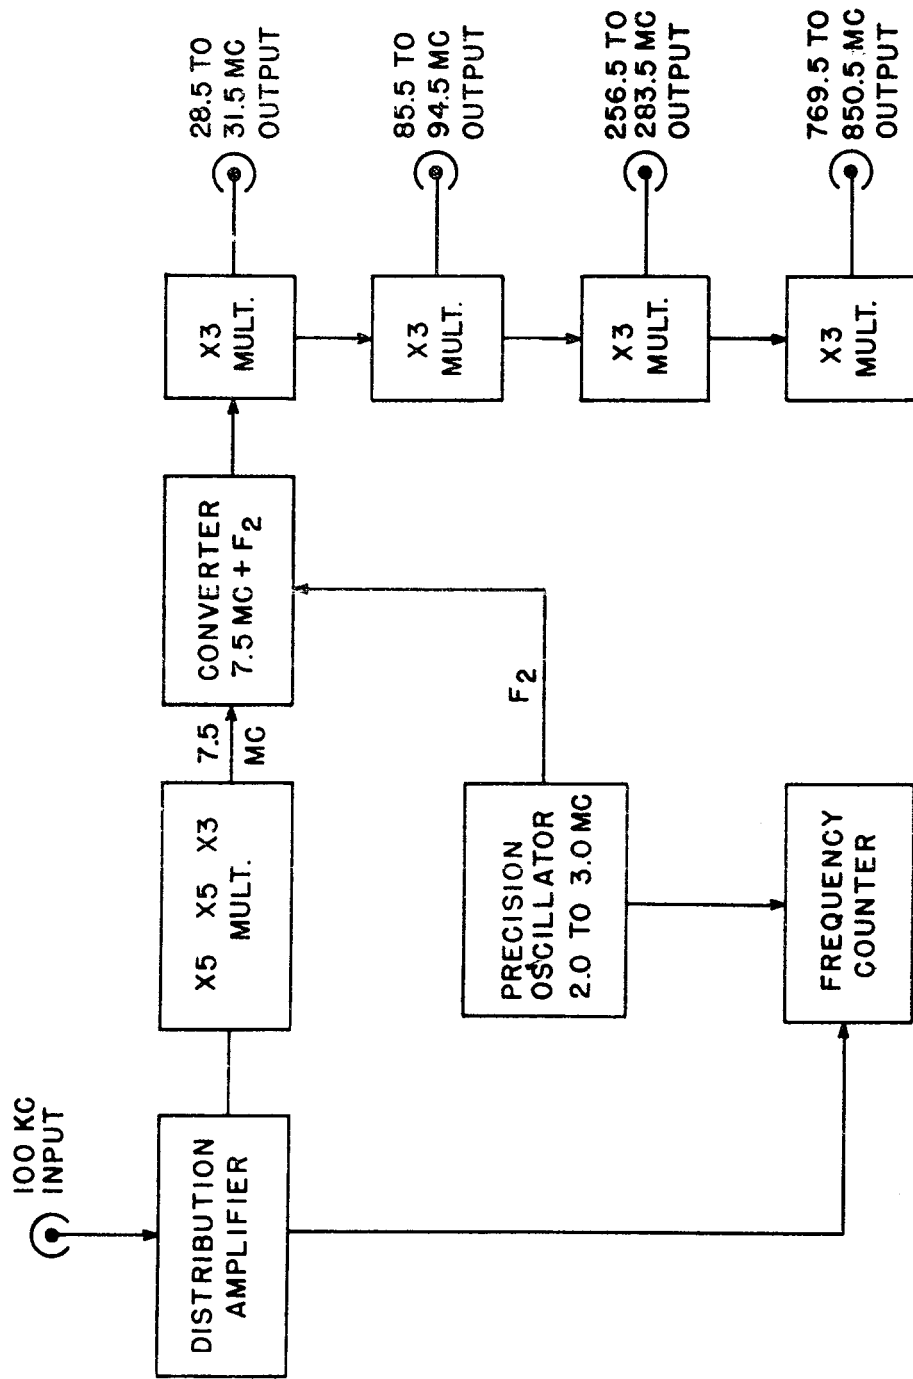 100 KC
INPUT
DISTRIBUTION
AMPLIFIER
X5 X5 X3
MULT.
7.5
MC
CONVERTER
7.5 MC + F2
X3
MULT.
28.5 TO
31.5 MC
OUTPUT
X3
MULT.
85.5 TO
94.5 MC
OUTPUT
X3
MULT.
256.5 TO
283.5 MC
OUTPUT
X3
MULT.
769.5 TO
850.5 MC
OUTPUT
F2
PRECISION
OSCILLATOR
2.0 TO 3.0 MC
FREQUENCY
COUNTER